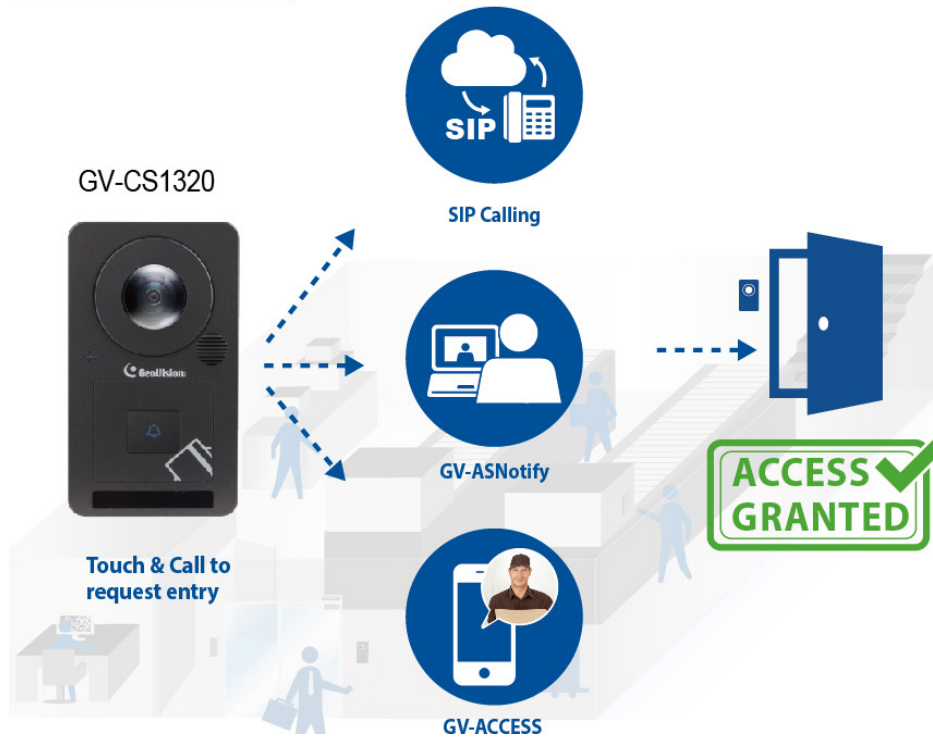 SIP
GV-CS1320
SIP Calling
GeoVision
GV-ASNotify
ACCESS
GRANTED
Touch & Call to
request entry
GV-ACCESS